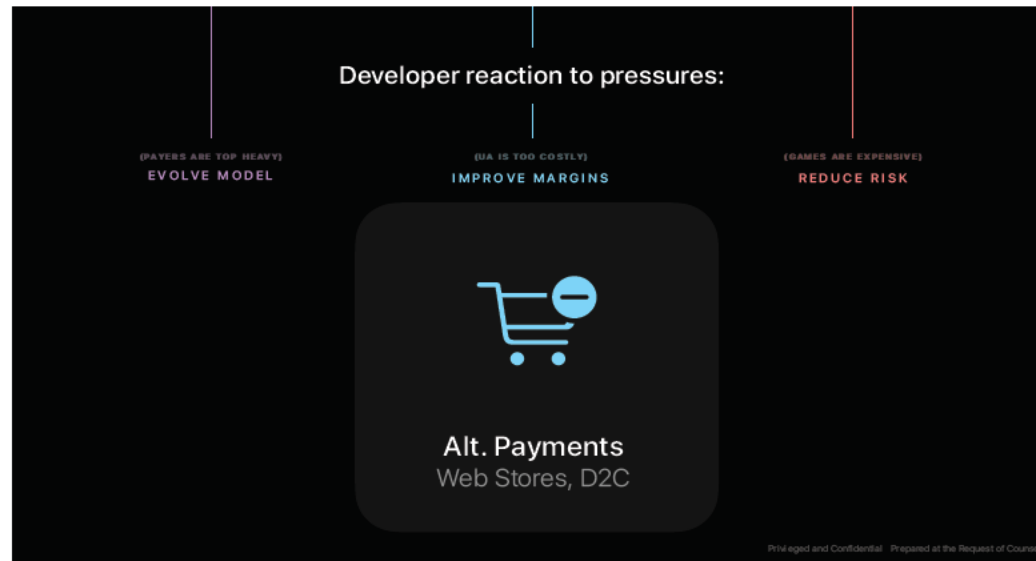 Developer reaction to pressures:
(PAYERS ARE TOP HEAVY)
EVOLVE MODEL
(UA IS TOO COSTLY)
IMPROVE MARGINS
(GAMES ARE EXPENSIVE)
REDUCE RISK
Alt. Payments
Web Stores, D2C
Privileged and Confidential Prepared at the Request of Counse